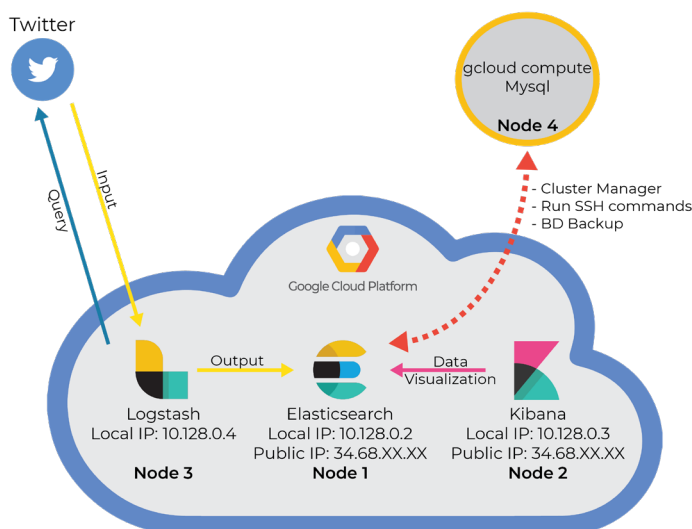 Twitter
gcloud compute
Mysql
Node 4
Query
Input
- Cluster Manager
- Run SSH commands
- BD Backup
Google Cloud Platform
Output
Data
Visualization
Logstash
Local IP: 10.128.0.4
Node 3
Elasticsearch
Local IP: 10.128.0.2
Public IP: 34.68.XX.XX
Node 1
Kibana
Local IP: 10.128.0.3
Public IP: 34.68.XX.XX
Node 2